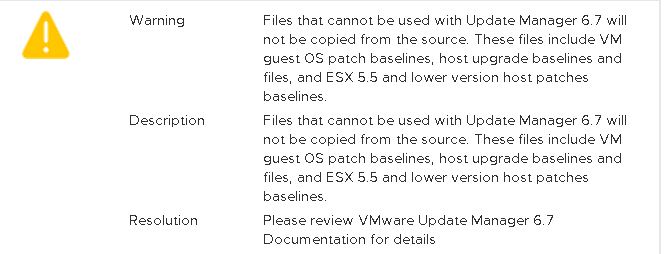 Warning
Files that cannot be used with Update Manager 6.7 will
not be copied from the source. These files include VM
guest OS patch baselines, host upgrade baselines and
files, and ESX 5.5 and lower version host patches
baselines.
Description
Files that cannot be used with Update Manager 6.7 will
not be copied from the source. These files include VM
guest OS patch baselines, host upgrade baselines and
files, and ESX 5.5 and lower version host patches
baselines.
Resolution
Please review VMware Update Manager 6.7
Documentation for details